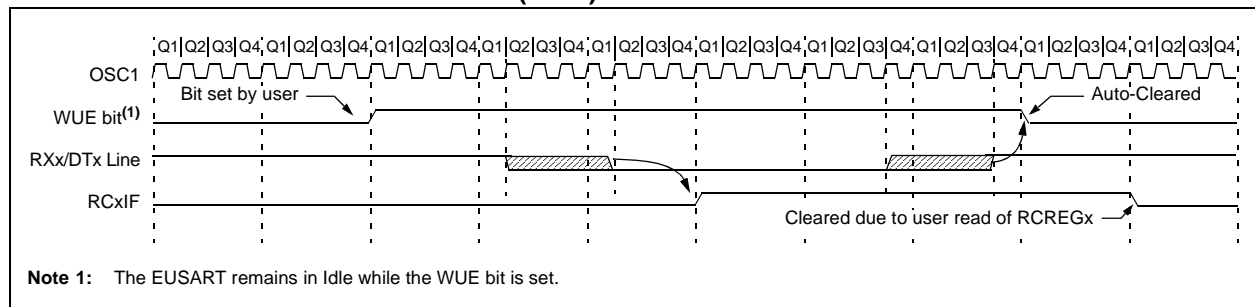 Q1 Q2 Q3 Q4 Q1 Q2 Q3 Q4 Q1 Q2 Q3 Q4 Q1 Q2 Q3 Q4 Q1 Q2 Q3 Q4 Q1 Q2 Q3 Q4 Q1 Q2 Q3 Q4 Q1 Q2 Q3 Q4 Q1 Q2 Q3 Q4 Q1 Q2 Q3 Q4
OSC1
Bit set by user
Auto-Cleared
WUE bit(1)
RXx/DTx Line
RCxIF
Cleared due to user read of RCREGx
Note 1: The EUSART remains in Idle while the WUE bit is set.